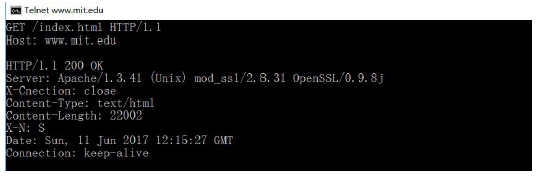 Telnet www.mit.edu
GET /index.html HTTP/1.1
Host: www.mit.edu
HTTP/1.1 200 OK
Server: Apache/1.3.41 (Unix) mod_ssl/2.8.31 OpenSSL/0.9.8j
X-Cnection: close
Content-Type: text/html
Content-Length: 22002
X-N: S
Date: Sun, 11 Jun 2017 12:15:27 GMT
Connection: keep-alive